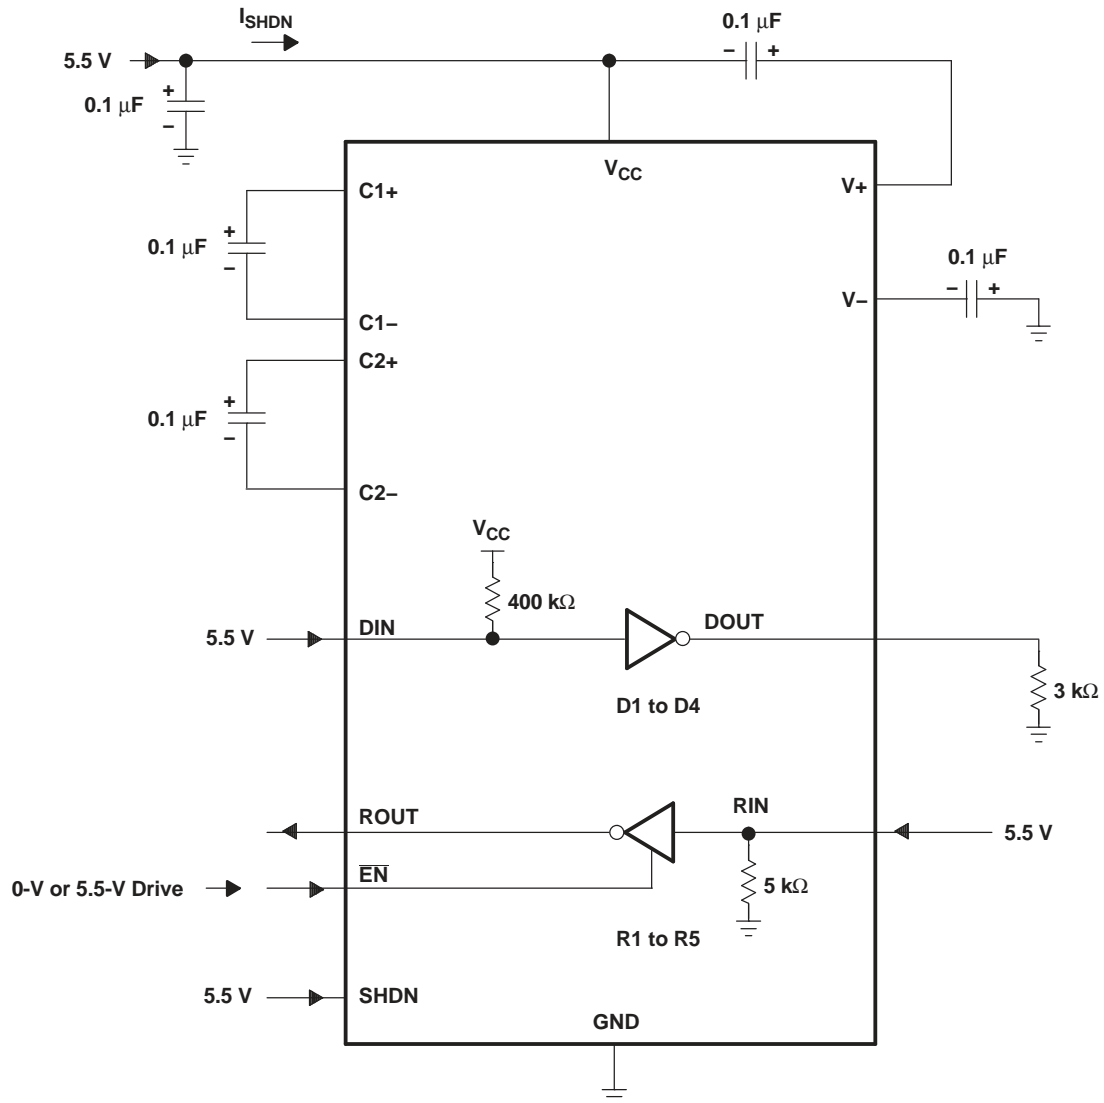 I_SHDN
0.1 μF
5.5 V
+
0.1 μF
−
− +
V_CC
C1+
V+
+
0.1 μF
−
0.1 μF
− +
V−
C1−
C2+
+
0.1 μF
−
C2−
V_CC
400 kΩ
5.5 V
DIN
DOUT
3 kΩ
D1 to D4
ROUT
RIN
5.5 V
0-V or 5.5-V Drive
E̅N̅
5 kΩ
R1 to R5
5.5 V
SHDN
GND